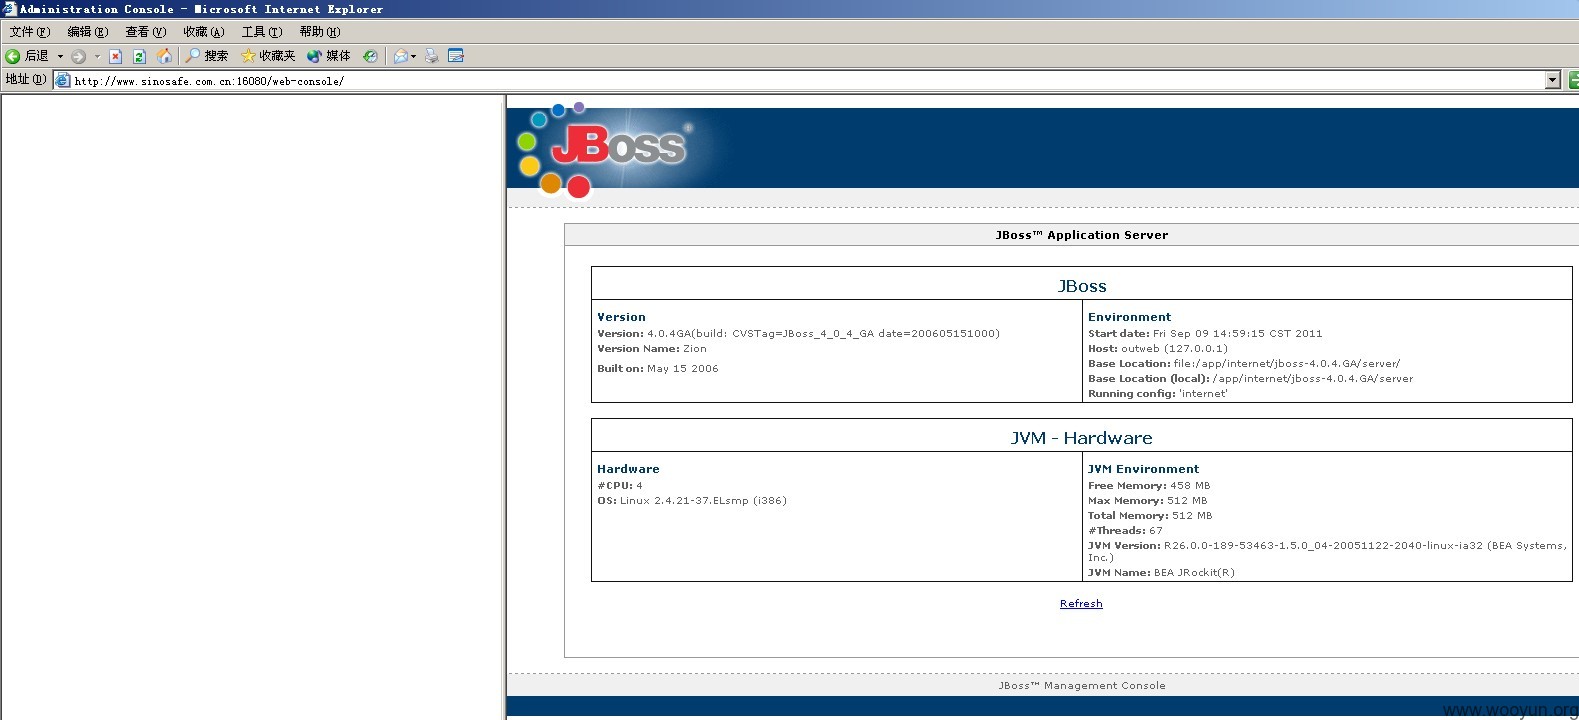 Administration Console - Microsoft Internet Explorer
文件(F) 编辑(E) 查看(V) 收藏(A) 工具(T) 帮助(H)
后退 搜索 收藏夹 媒体
地址(D) http://www.sinosafe.com.cn:16080/web-console/
JBoss®
JBoss™ Application Server
JBoss
Version
Version: 4.0.4GA(build: CVSTag=JBoss_4_0_4_GA date=200605151000)
Version Name: Zion
Built on: May 15 2006
Environment
Start date: Fri Sep 09 14:59:15 CST 2011
Host: outweb (127.0.0.1)
Base Location: file:/app/internet/jboss-4.0.4.GA/server/
Base Location (local): /app/internet/jboss-4.0.4.GA/server
Running config: 'internet'
JVM - Hardware
Hardware
#CPU: 4
OS: Linux 2.4.21-37.ELsmp (i386)
JVM Environment
Free Memory: 458 MB
Max Memory: 512 MB
Total Memory: 512 MB
#Threads: 67
JVM Version: R26.0.0-189-53463-1.5.0_04-20051122-2040-linux-ia32 (BEA Systems,
Inc.)
JVM Name: BEA JRockit(R)
Refresh
JBoss™ Management Console
www.wooyun.org